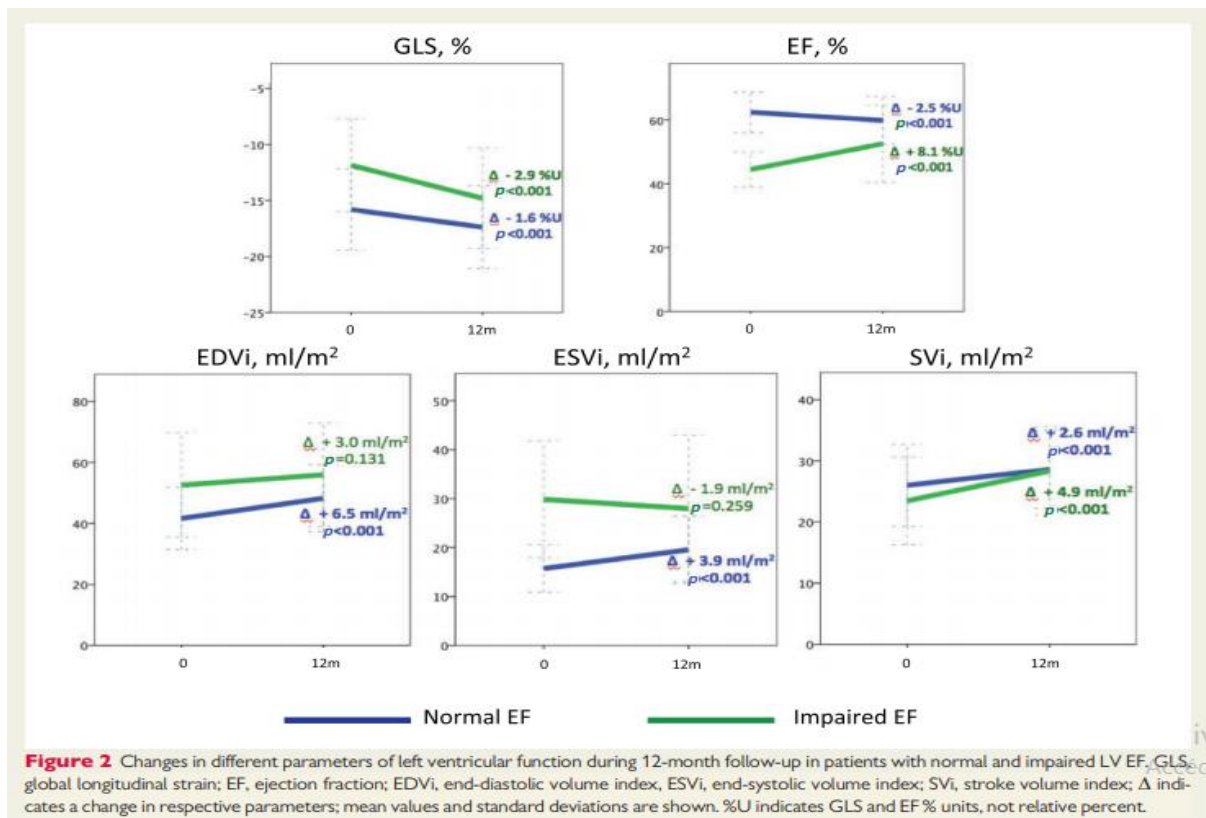 GLS, %
-5
-10
-15
-20
-25
0
12m
Δ - 2.9 %U
p<0.001
Δ - 1.6 %U
p<0.001
EF, %
60
40
20
0
0
12m
Δ - 2.5 %U
p<0.001
Δ + 8.1 %U
p<0.001
EDVi, ml/m²
80
60
40
20
0
0
12m
Δ + 3.0 ml/m²
p=0.131
Δ + 6.5 ml/m²
p<0.001
ESVi, ml/m²
50
40
30
20
10
0
0
12m
Δ - 1.9 ml/m²
p=0.259
Δ + 3.9 ml/m²
p<0.001
SVi, ml/m²
40
30
20
10
0
0
12m
Δ + 2.6 ml/m²
p<0.001
Δ + 4.9 ml/m²
p<0.001
Normal EF
Impaired EF
Figure 2 Changes in different parameters of left ventricular function during 12-month follow-up in patients with normal and impaired LV EF. GLS,
global longitudinal strain; EF, ejection fraction; EDVi, end-diastolic volume index, ESVi, end-systolic volume index; SVi, stroke volume index; Δ indi-
cates a change in respective parameters; mean values and standard deviations are shown. %U indicates GLS and EF % units, not relative percent.